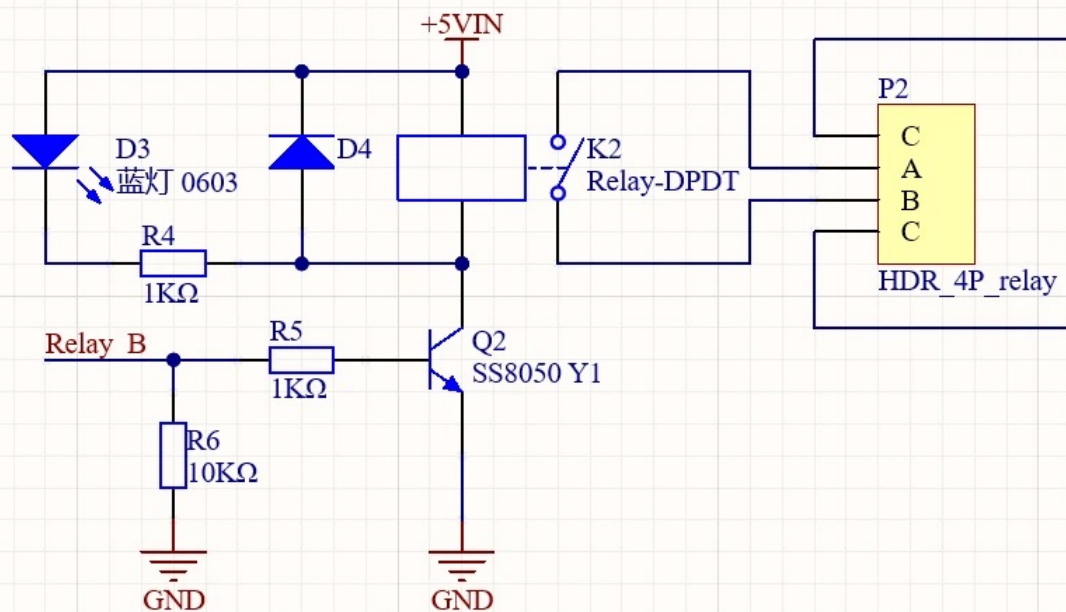 +5VIN
P2
D3
蓝灯 0603
D4
K2
Relay-DPDT
C
A
B
C
HDR_4P_relay
R4
1KΩ
Relay B
R5
1KΩ
Q2
SS8050 Y1
R6
10KΩ
GND
GND